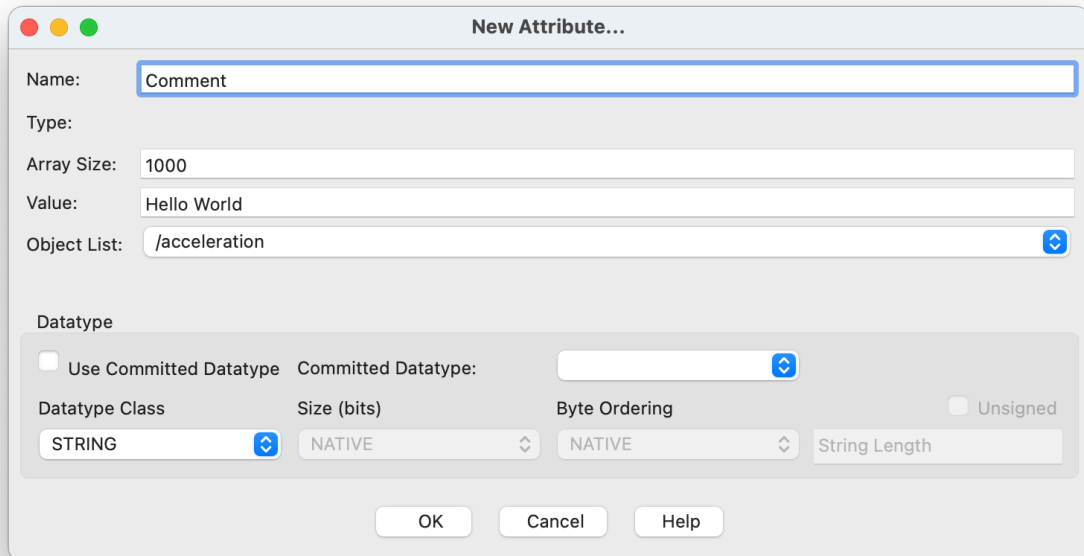 New Attribute...
Name: Comment
Type:
Array Size: 1000
Value: Hello World
Object List: /acceleration
Datatype
Use Committed Datatype Committed Datatype:
Datatype Class Size (bits) Byte Ordering Unsigned
STRING NATIVE NATIVE String Length
OK Cancel Help